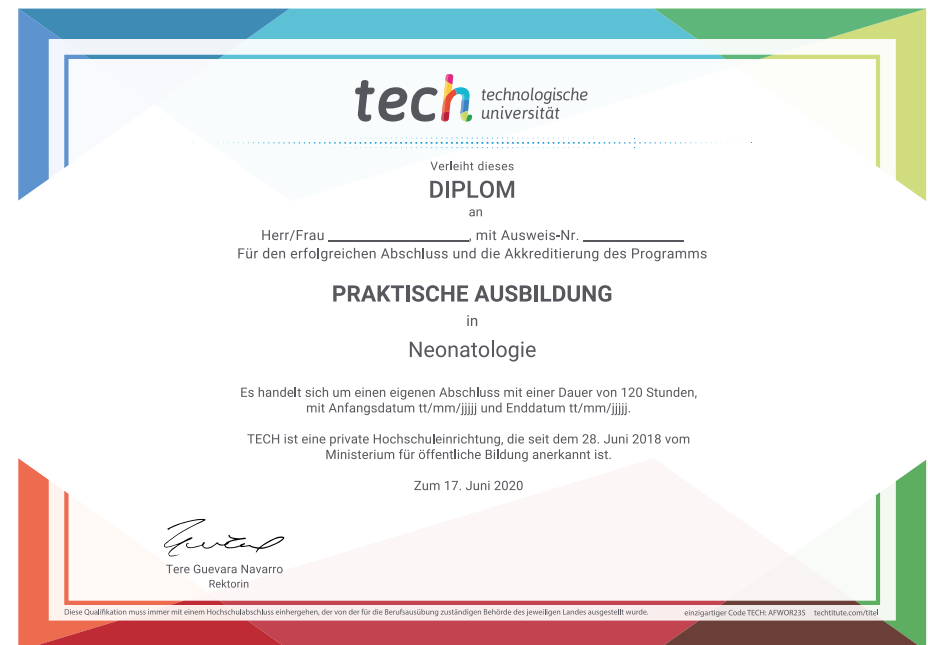 tech technologische
universität
Verleiht dieses
DIPLOM
an
Herr/Frau ____________________, mit Ausweis-Nr. ______________
Für den erfolgreichen Abschluss und die Akkreditierung des Programms
PRAKTISCHE AUSBILDUNG
in
Neonatologie
Es handelt sich um einen eigenen Abschluss mit einer Dauer von 120 Stunden,
mit Anfangsdatum tt/mm/jjjjj und Enddatum tt/mm/jjjjj.
TECH ist eine private Hochschuleinrichtung, die seit dem 28. Juni 2018 vom
Ministerium für öffentliche Bildung anerkannt ist.
Zum 17. Juni 2020
Tere Guevara Navarro
Rektorin
Diese Qualifikation muss immer mit einem Hochschulabschluss einhergehen, der von der für die Berufsausübung zuständigen Behörde des jeweiligen Landes ausgestellt wurde. einzigartiger Code TECH: AFWOR23S techtitute.com/titel